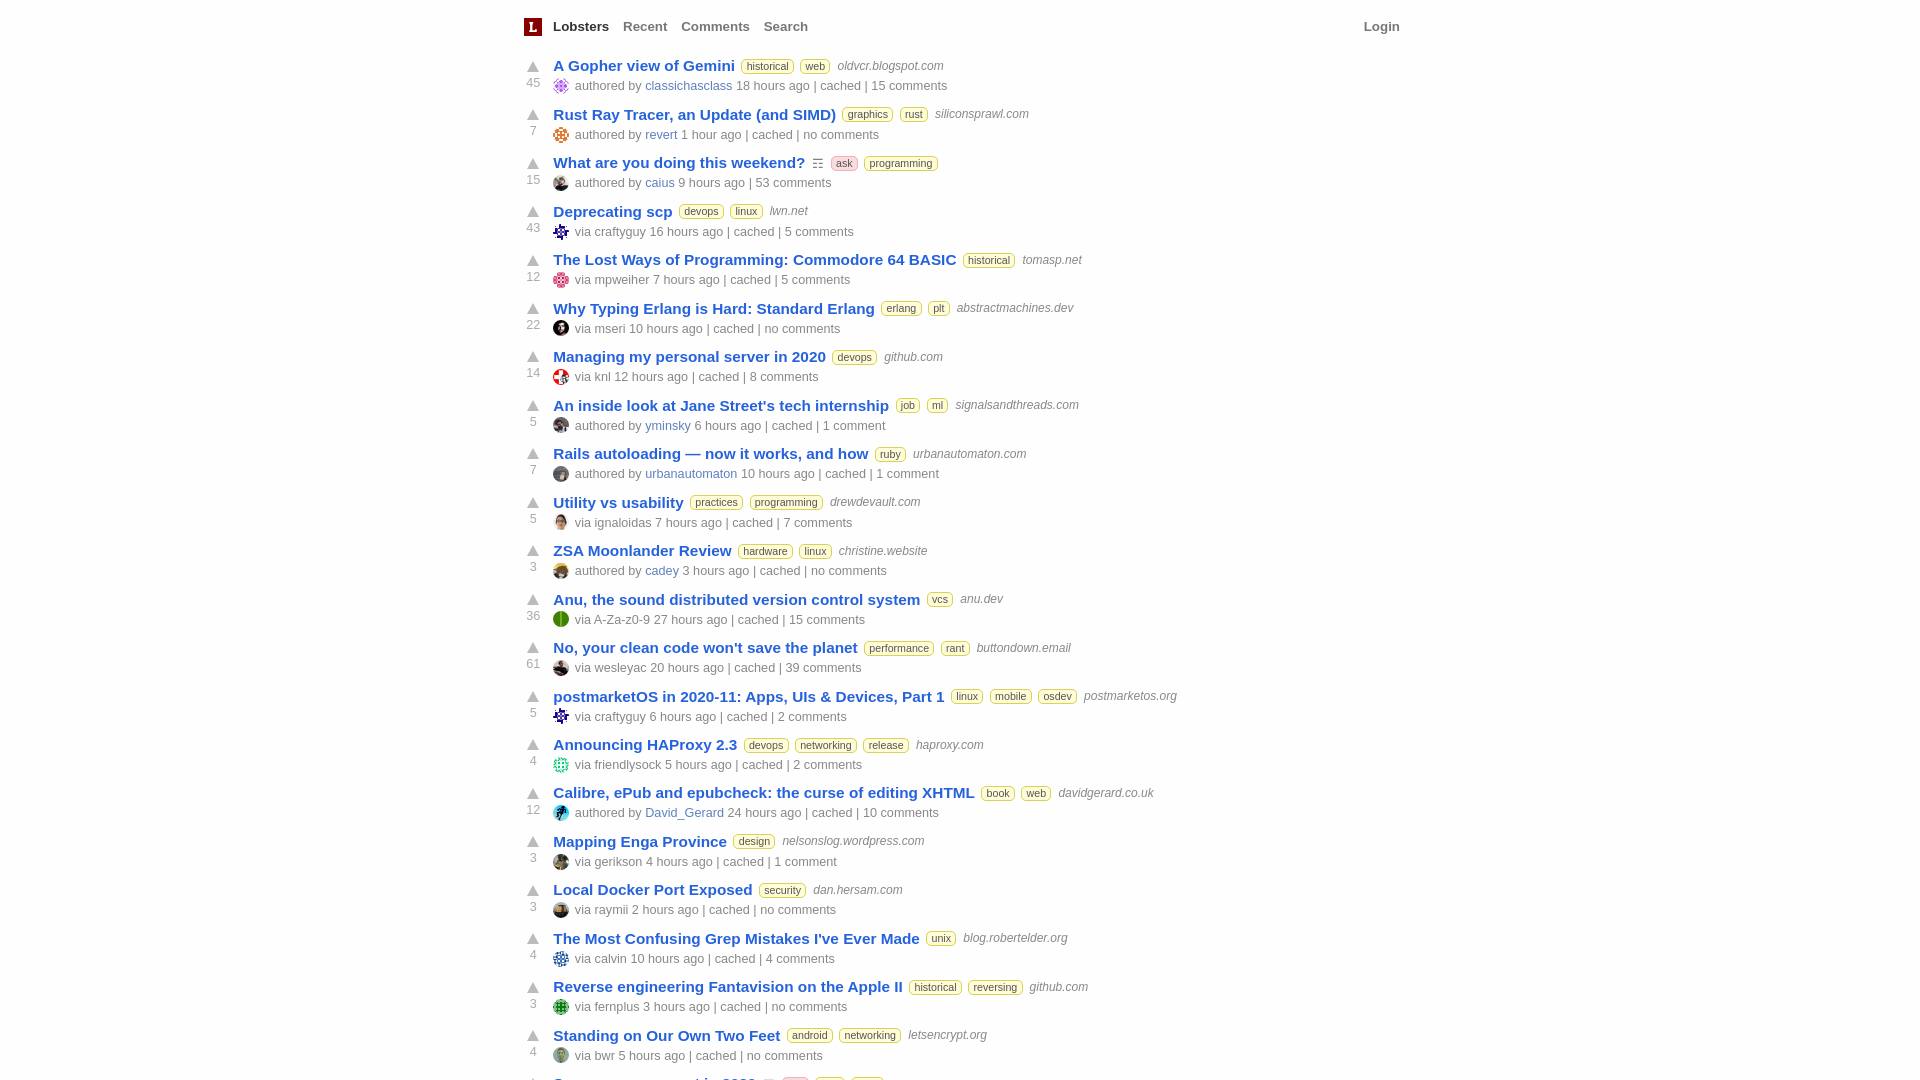 L Lobsters Recent Comments Search Login
A Gopher view of Gemini historical web oldvcr.blogspot.com
45
authored by classichasclass 18 hours ago | cached | 15 comments
Rust Ray Tracer, an Update (and SIMD) graphics rust siliconsprawl.com
7
authored by revert 1 hour ago | cached | no comments
What are you doing this weekend? ☶ ask programming
15
authored by caius 9 hours ago | 53 comments
Deprecating scp devops linux lwn.net
43
via craftyguy 16 hours ago | cached | 5 comments
The Lost Ways of Programming: Commodore 64 BASIC historical tomasp.net
12
via mpweiher 7 hours ago | cached | 5 comments
Why Typing Erlang is Hard: Standard Erlang erlang plt abstractmachines.dev
22
via mseri 10 hours ago | cached | no comments
Managing my personal server in 2020 devops github.com
14
via knl 12 hours ago | cached | 8 comments
An inside look at Jane Street's tech internship job ml signalsandthreads.com
5
authored by yminsky 6 hours ago | cached | 1 comment
Rails autoloading — now it works, and how ruby urbanautomaton.com
7
authored by urbanautomaton 10 hours ago | cached | 1 comment
Utility vs usability practices programming drewdevault.com
5
via ignaloidas 7 hours ago | cached | 7 comments
ZSA Moonlander Review hardware linux christine.website
3
authored by cadey 3 hours ago | cached | no comments
Anu, the sound distributed version control system vcs anu.dev
36
via A-Za-z0-9 27 hours ago | cached | 15 comments
No, your clean code won't save the planet performance rant buttondown.email
61
via wesleyac 20 hours ago | cached | 39 comments
postmarketOS in 2020-11: Apps, UIs & Devices, Part 1 linux mobile osdev postmarketos.org
5
via craftyguy 6 hours ago | cached | 2 comments
Announcing HAProxy 2.3 devops networking release haproxy.com
4
via friendlysock 5 hours ago | cached | 2 comments
Calibre, ePub and epubcheck: the curse of editing XHTML book web davidgerard.co.uk
12
authored by David_Gerard 24 hours ago | cached | 10 comments
Mapping Enga Province design nelsonslog.wordpress.com
3
via gerikson 4 hours ago | cached | 1 comment
Local Docker Port Exposed security dan.hersam.com
3
via raymii 2 hours ago | cached | no comments
The Most Confusing Grep Mistakes I've Ever Made unix blog.robertelder.org
4
via calvin 10 hours ago | cached | 4 comments
Reverse engineering Fantavision on the Apple II historical reversing github.com
3
via fernplus 3 hours ago | cached | no comments
Standing on Our Own Two Feet android networking letsencrypt.org
4
via bwr 5 hours ago | cached | no comments